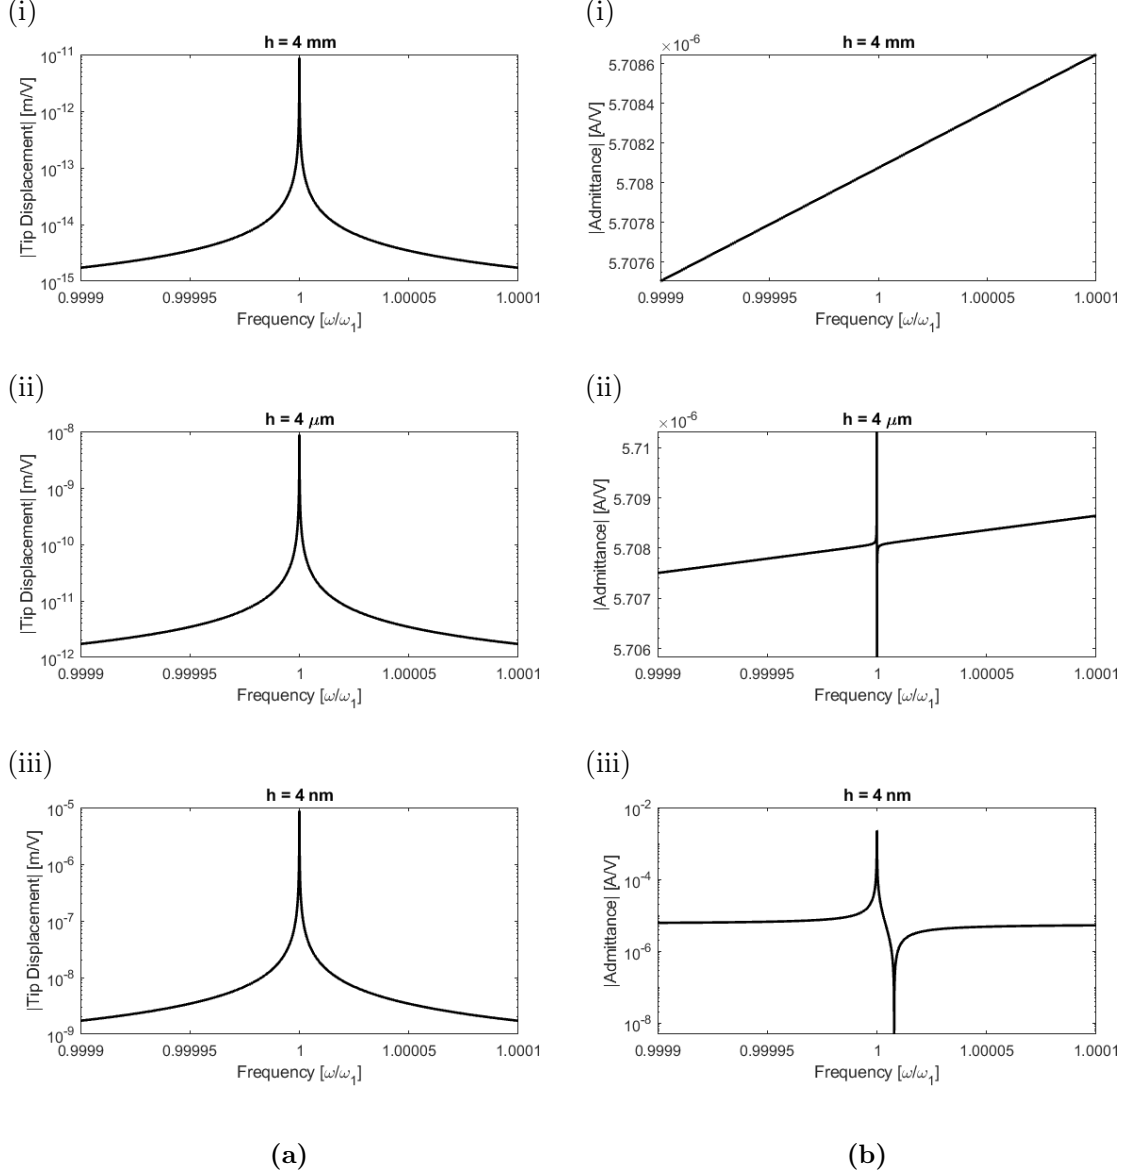 (i)
h = 4 mm
|Tip Displacement| [m/V]
10^-11
10^-12
10^-13
10^-14
10^-15
0.9999 0.99995 1 1.00005 1.0001
Frequency [ω/ω_1]
(i)
h = 4 mm
×10^-6
|Admittance| [A/V]
5.7086
5.7084
5.7082
5.708
5.7078
5.7076
0.9999 0.99995 1 1.00005 1.0001
Frequency [ω/ω_1]
(ii)
h = 4 μm
|Tip Displacement| [m/V]
10^-8
10^-9
10^-10
10^-11
10^-12
0.9999 0.99995 1 1.00005 1.0001
Frequency [ω/ω_1]
(ii)
h = 4 μm
×10^-6
|Admittance| [A/V]
5.71
5.709
5.708
5.707
5.706
0.9999 0.99995 1 1.00005 1.0001
Frequency [ω/ω_1]
(iii)
h = 4 nm
|Tip Displacement| [m/V]
10^-5
10^-6
10^-7
10^-8
10^-9
0.9999 0.99995 1 1.00005 1.0001
Frequency [ω/ω_1]
(iii)
h = 4 nm
|Admittance| [A/V]
10^-2
10^-4
10^-6
10^-8
0.9999 0.99995 1 1.00005 1.0001
Frequency [ω/ω_1]
(a)
(b)